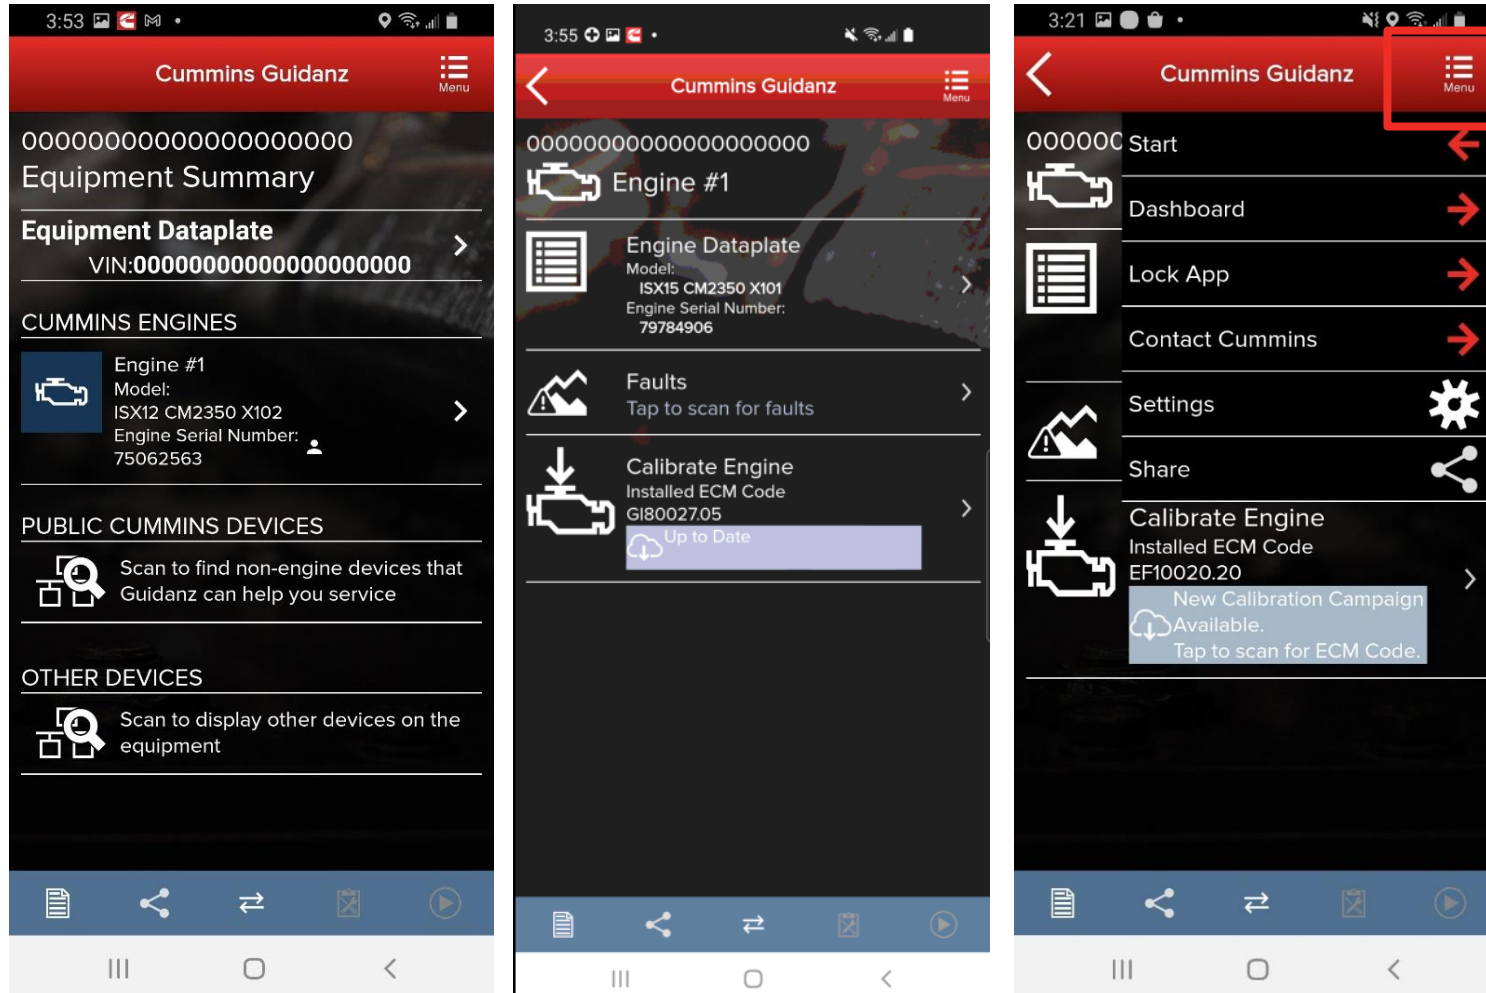 3:53
Cummins Guidanz
Menu
00000000000000000000
Equipment Summary
Equipment Dataplate
VIN:00000000000000000000
CUMMINS ENGINES
Engine #1
Model:
ISX12 CM2350 X102
Engine Serial Number:
75062563
PUBLIC CUMMINS DEVICES
Scan to find non-engine devices that
Guidanz can help you service
OTHER DEVICES
Scan to display other devices on the
equipment
3:55
Cummins Guidanz
Menu
00000000000000000000
Engine #1
Engine Dataplate
Model:
ISX15 CM2350 X101
Engine Serial Number:
79784906
Faults
Tap to scan for faults
Calibrate Engine
Installed ECM Code
GI80027.05
Up to Date
3:21
Cummins Guidanz
Menu
000000
Start
Dashboard
Lock App
Contact Cummins
Settings
Share
Calibrate Engine
Installed ECM Code
EF10020.20
New Calibration Campaign
Available.
Tap to scan for ECM Code.